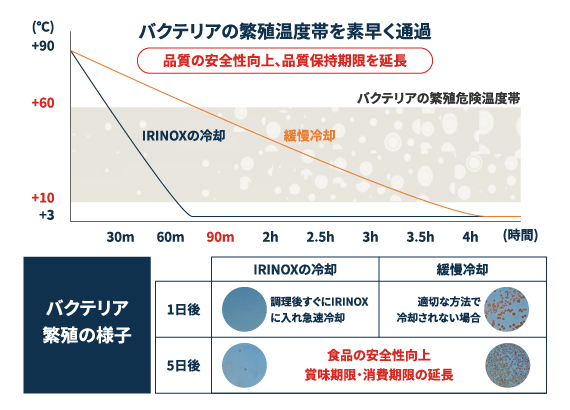 バクテリアの繁殖温度帯を素早く通過
(℃)
+90
品質の安全性向上、品質保持期限を延長
バクテリアの繁殖危険温度帯
+60
IRINOXの冷却
緩慢冷却
+10
+3
30m 60m 90m 2h 2.5h 3h 3.5h 4h (時間)
バクテリア
繁殖の様子
IRINOXの冷却 緩慢冷却
1日後
調理後すぐにIRINOX
に入れ急速冷却
適切な方法で
冷却されない場合
5日後
食品の安全性向上
賞味期限・消費期限の延長